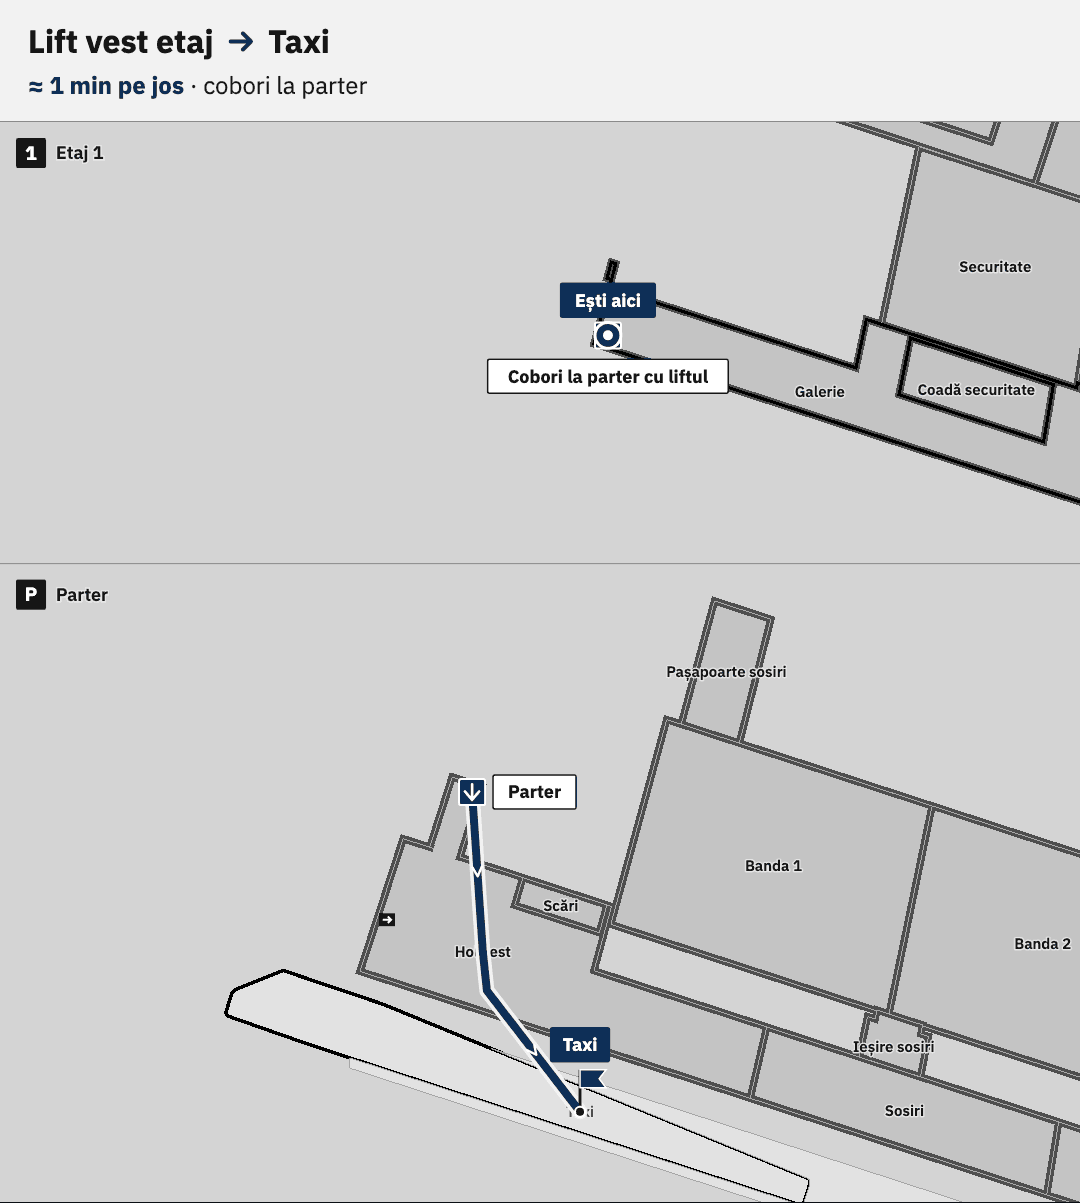 Lift vest etaj → Taxi
≈ 1 min pe jos · cobori la parter
1 Etaj 1
Securitate
Ești aici
Cobori la parter cu liftul
Galerie
Coadă securitate
P Parter
Pașapoarte sosiri
Parter
Banda 1
Scări
Banda 2
Taxi
Ieșire sosiri
Sosiri